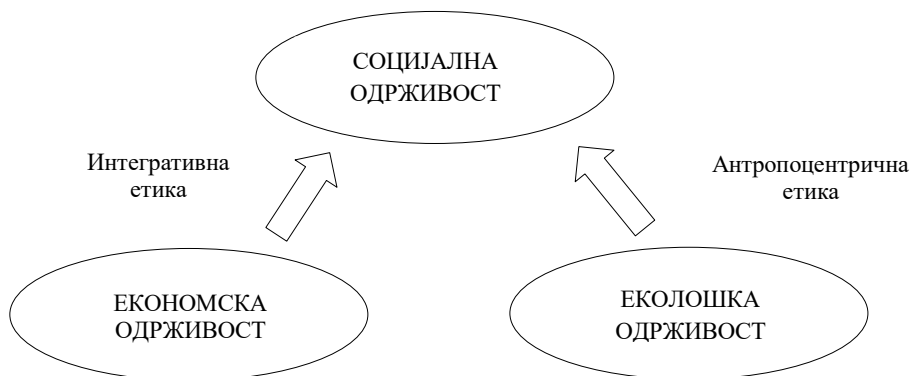 СОЦИЈАЛНА
ОДРЖИВОСТ
Интегративна
етика
Антропоцентрична
етика
ЕКОНОМСКА
ОДРЖИВОСТ
ЕКОЛОШКА
ОДРЖИВОСТ